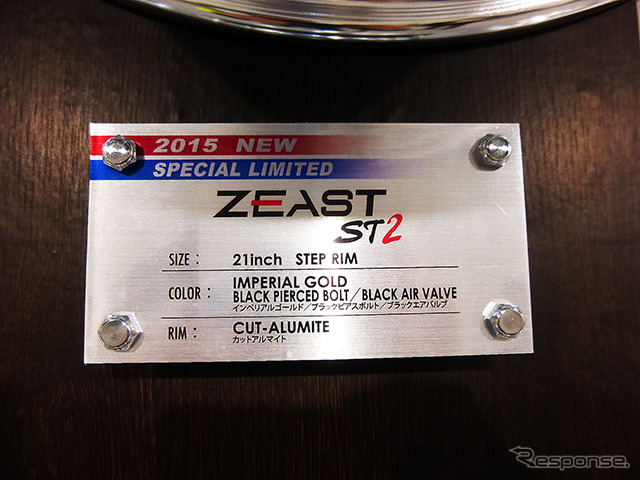 2015 NEW
SPECIAL LIMITED
ZEAST
ST2
SIZE : 21inch STEP RIM
COLOR : IMPERIAL GOLD
BLACK PIERCED BOLT／BLACK AIR VALVE
インペリアルゴールド／ブラックピアスボルト／ブラックエアバルブ
RIM : CUT-ALUMITE
カットアルマイト
Response.